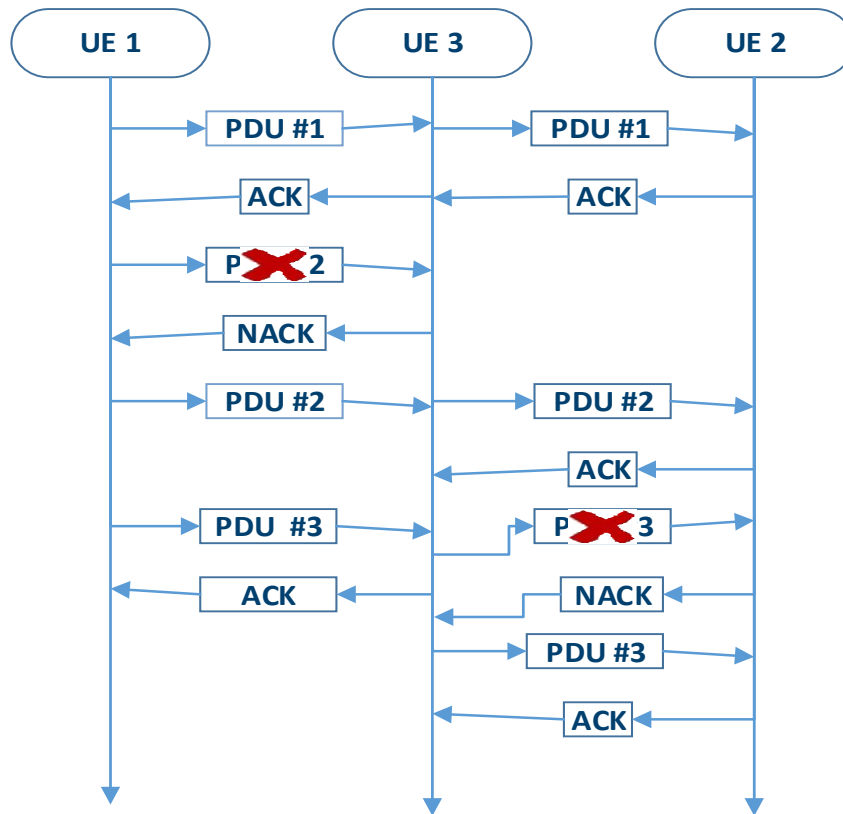 UE 1
UE 3
UE 2
PDU #1
PDU #1
ACK
ACK
P 2
NACK
PDU #2
PDU #2
ACK
PDU #3
P 3
ACK
NACK
PDU #3
ACK